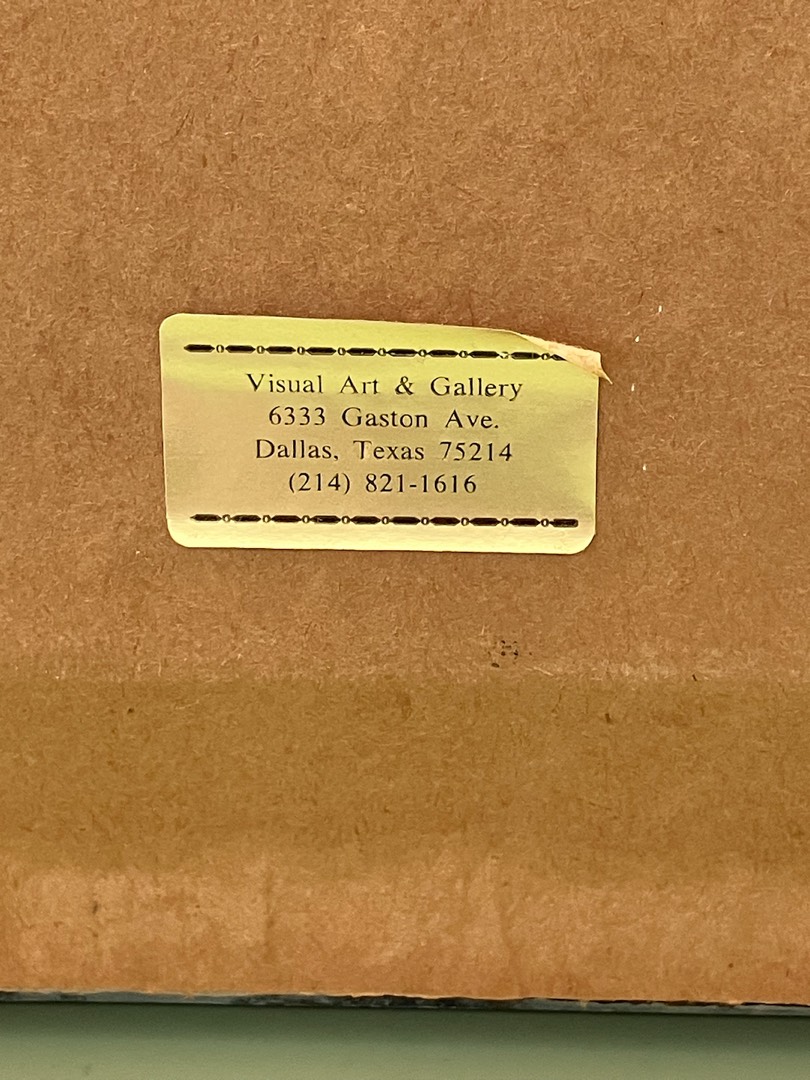 Visual Art & Gallery
6333 Gaston Ave.
Dallas, Texas 75214
(214) 821-1616